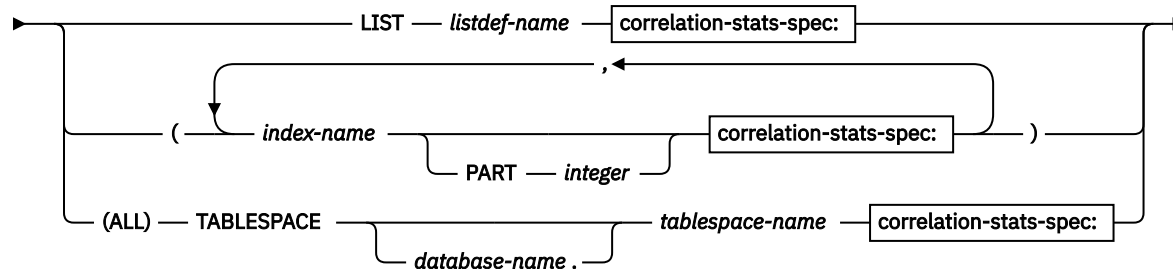 LIST listdef-name correlation-stats-spec:
,
( index-name correlation-stats-spec: )
PART integer
(ALL) TABLESPACE tablespace-name correlation-stats-spec:
database-name .